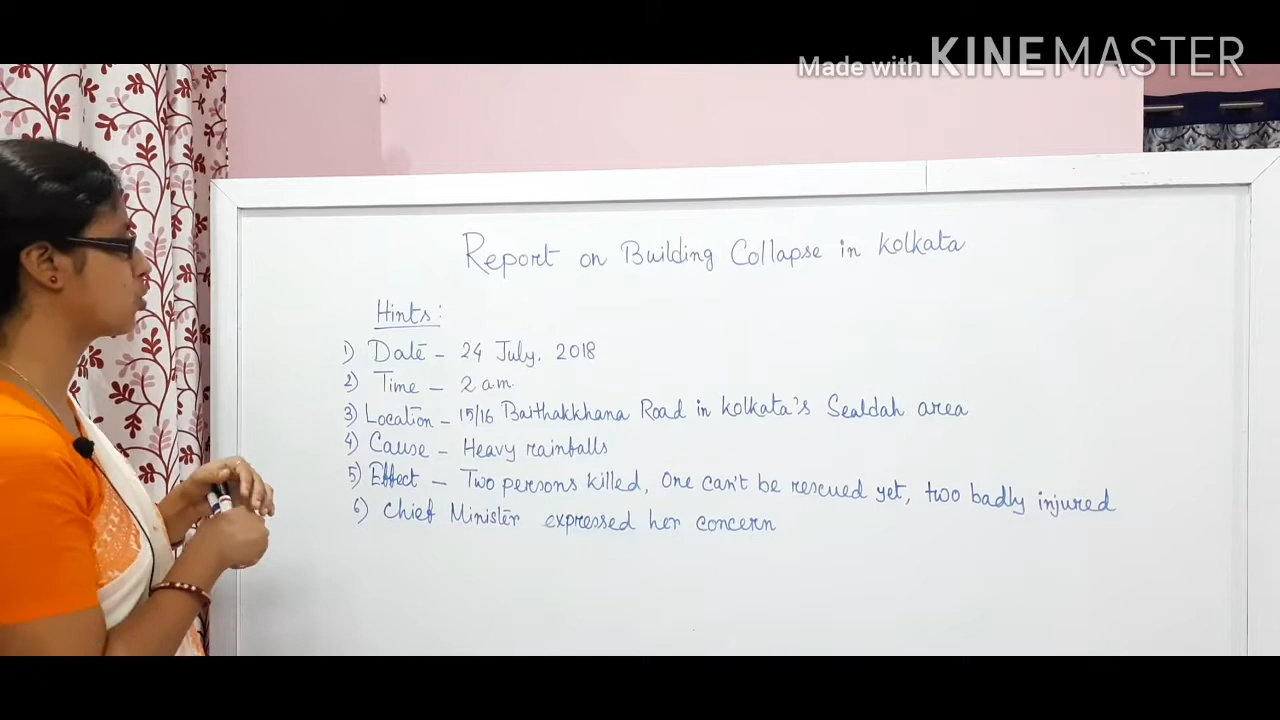 Made with KINEMASTER
Report on Building Collapse in Kolkata
Hints:
1) Date - 24 July, 2018
2) Time - 2 a.m.
3) Location - 15/16 Baithakkhana Road in Kolkata's Sealdah area
4) Cause - Heavy rainfalls
5) Effect - Two persons killed, One can't be rescued yet, two badly injured
6) Chief Minister expressed her concern